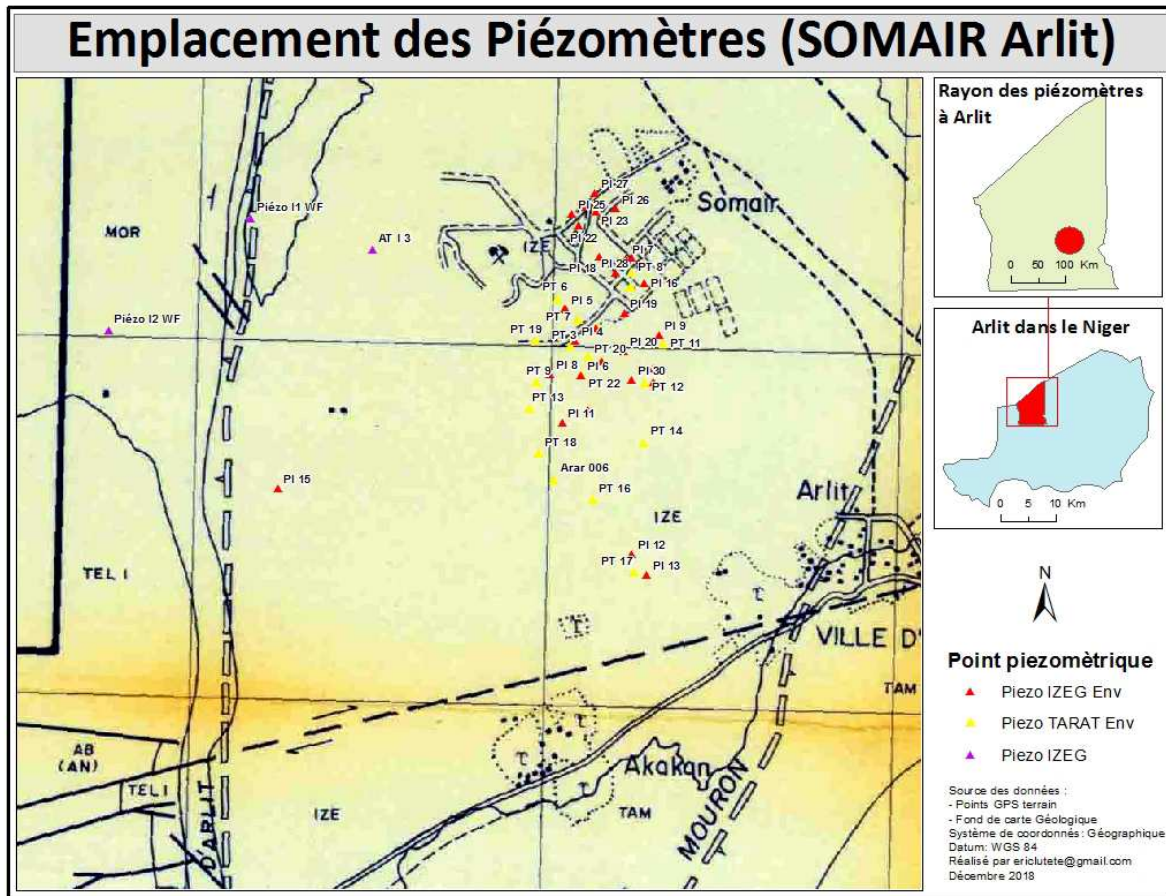 Emplacement des Piézomètres (SOMAIR Arlit)
Piézo I1 WF
MOR
AT I 3
Piézo I2 WF
PI 27
PI 25
PI 26
PI 23
Somair
PI 22
IZE
PI 7
PI 18
PI 28
PT 8
PI 16
PT 6
PI 5
PI 19
PT 7
PT 19
PT 3
PI 4
PI 9
PT 20
PI 20
PT 11
PI 8
PI 6
PI 30
PT 9
PT 22
PT 12
PT 13
PI 11
PT 14
PT 18
Arar 006
PI 15
PT 16
Arlit
IZE
PI 12
PT 17
PI 13
TEL I
VILLE D'
TAM
AB
(AN)
TEL I
Akakan
D'ARLIT
IZE
TAM
MOURON
Rayon des piézomètres
à Arlit
0 50 100 Km
Arlit dans le Niger
0 5 10 Km
N
Point piezomètrique
Piezo IZEG Env
Piezo TARAT Env
Piezo IZEG
Source des données :
- Points GPS terrain
- Fond de carte Géologique
Système de coordonnés: Géographique
Datum: WGS 84
Réalisé par ericlutete@gmail.com
Décembre 2018